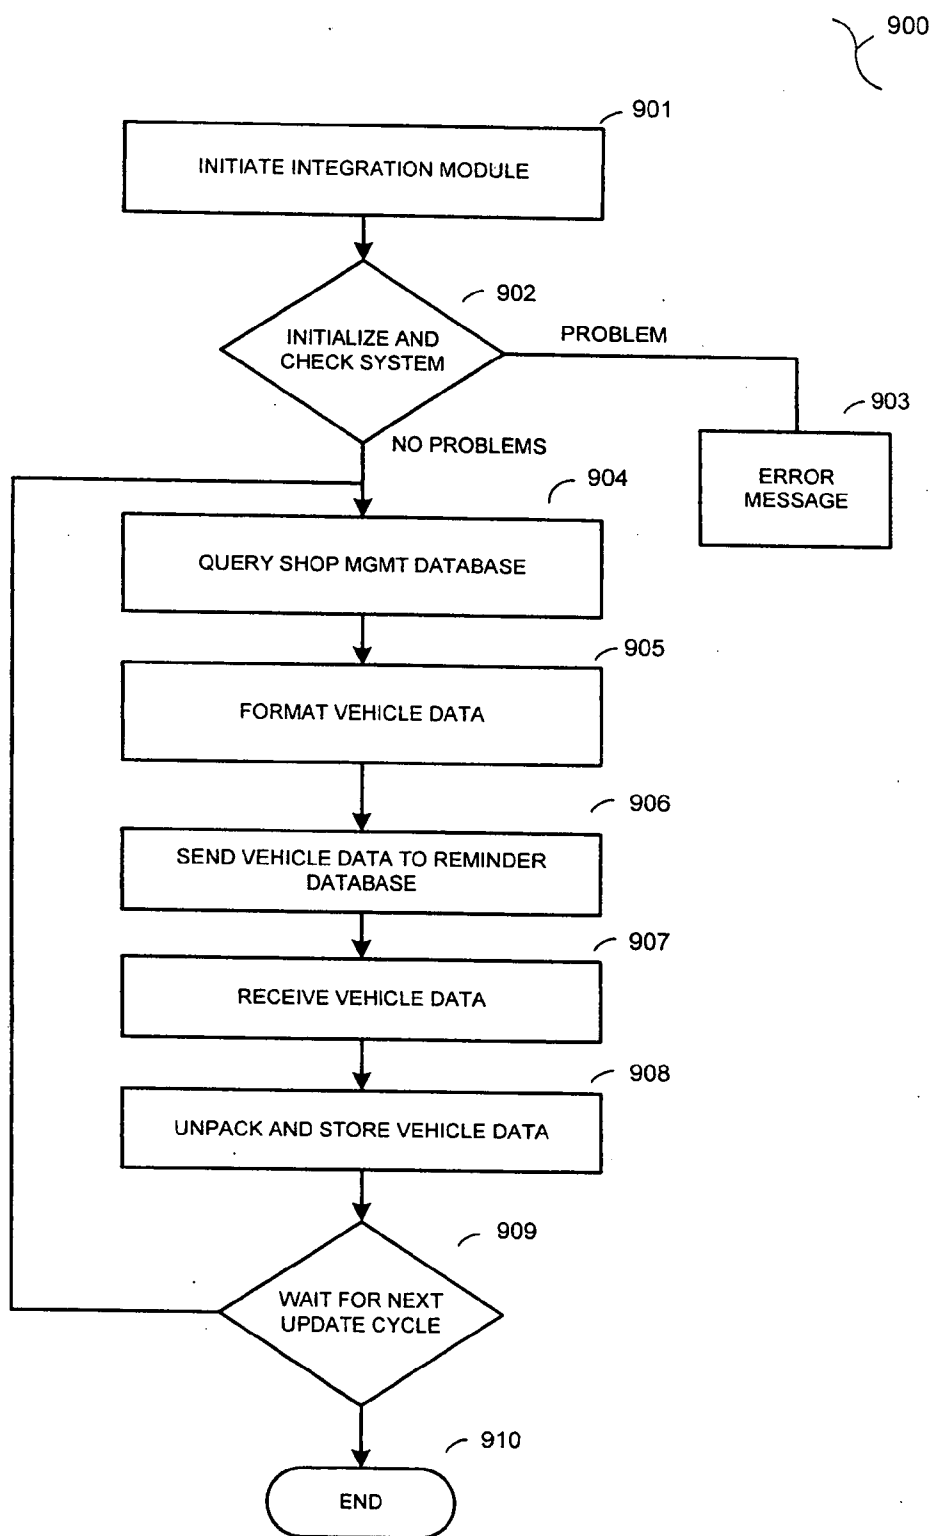 900
901
INITIATE INTEGRATION MODULE
902
INITIALIZE AND
CHECK SYSTEM
PROBLEM
903
ERROR
MESSAGE
NO PROBLEMS
904
QUERY SHOP MGMT DATABASE
905
FORMAT VEHICLE DATA
906
SEND VEHICLE DATA TO REMINDER
DATABASE
907
RECEIVE VEHICLE DATA
908
UNPACK AND STORE VEHICLE DATA
909
WAIT FOR NEXT
UPDATE CYCLE
910
END